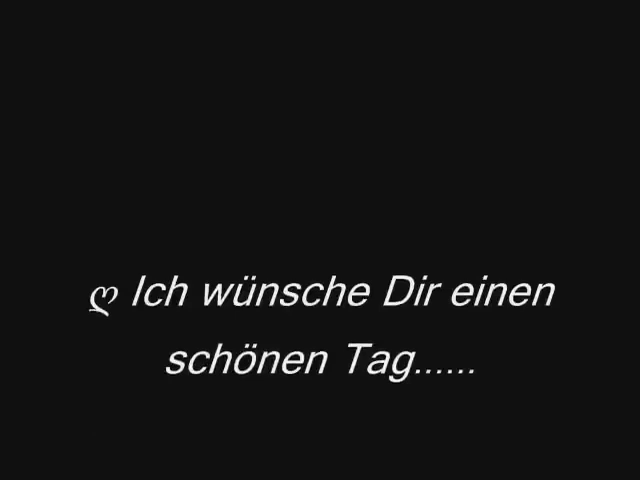 ღ Ich wünsche Dir einen
schönen Tag......